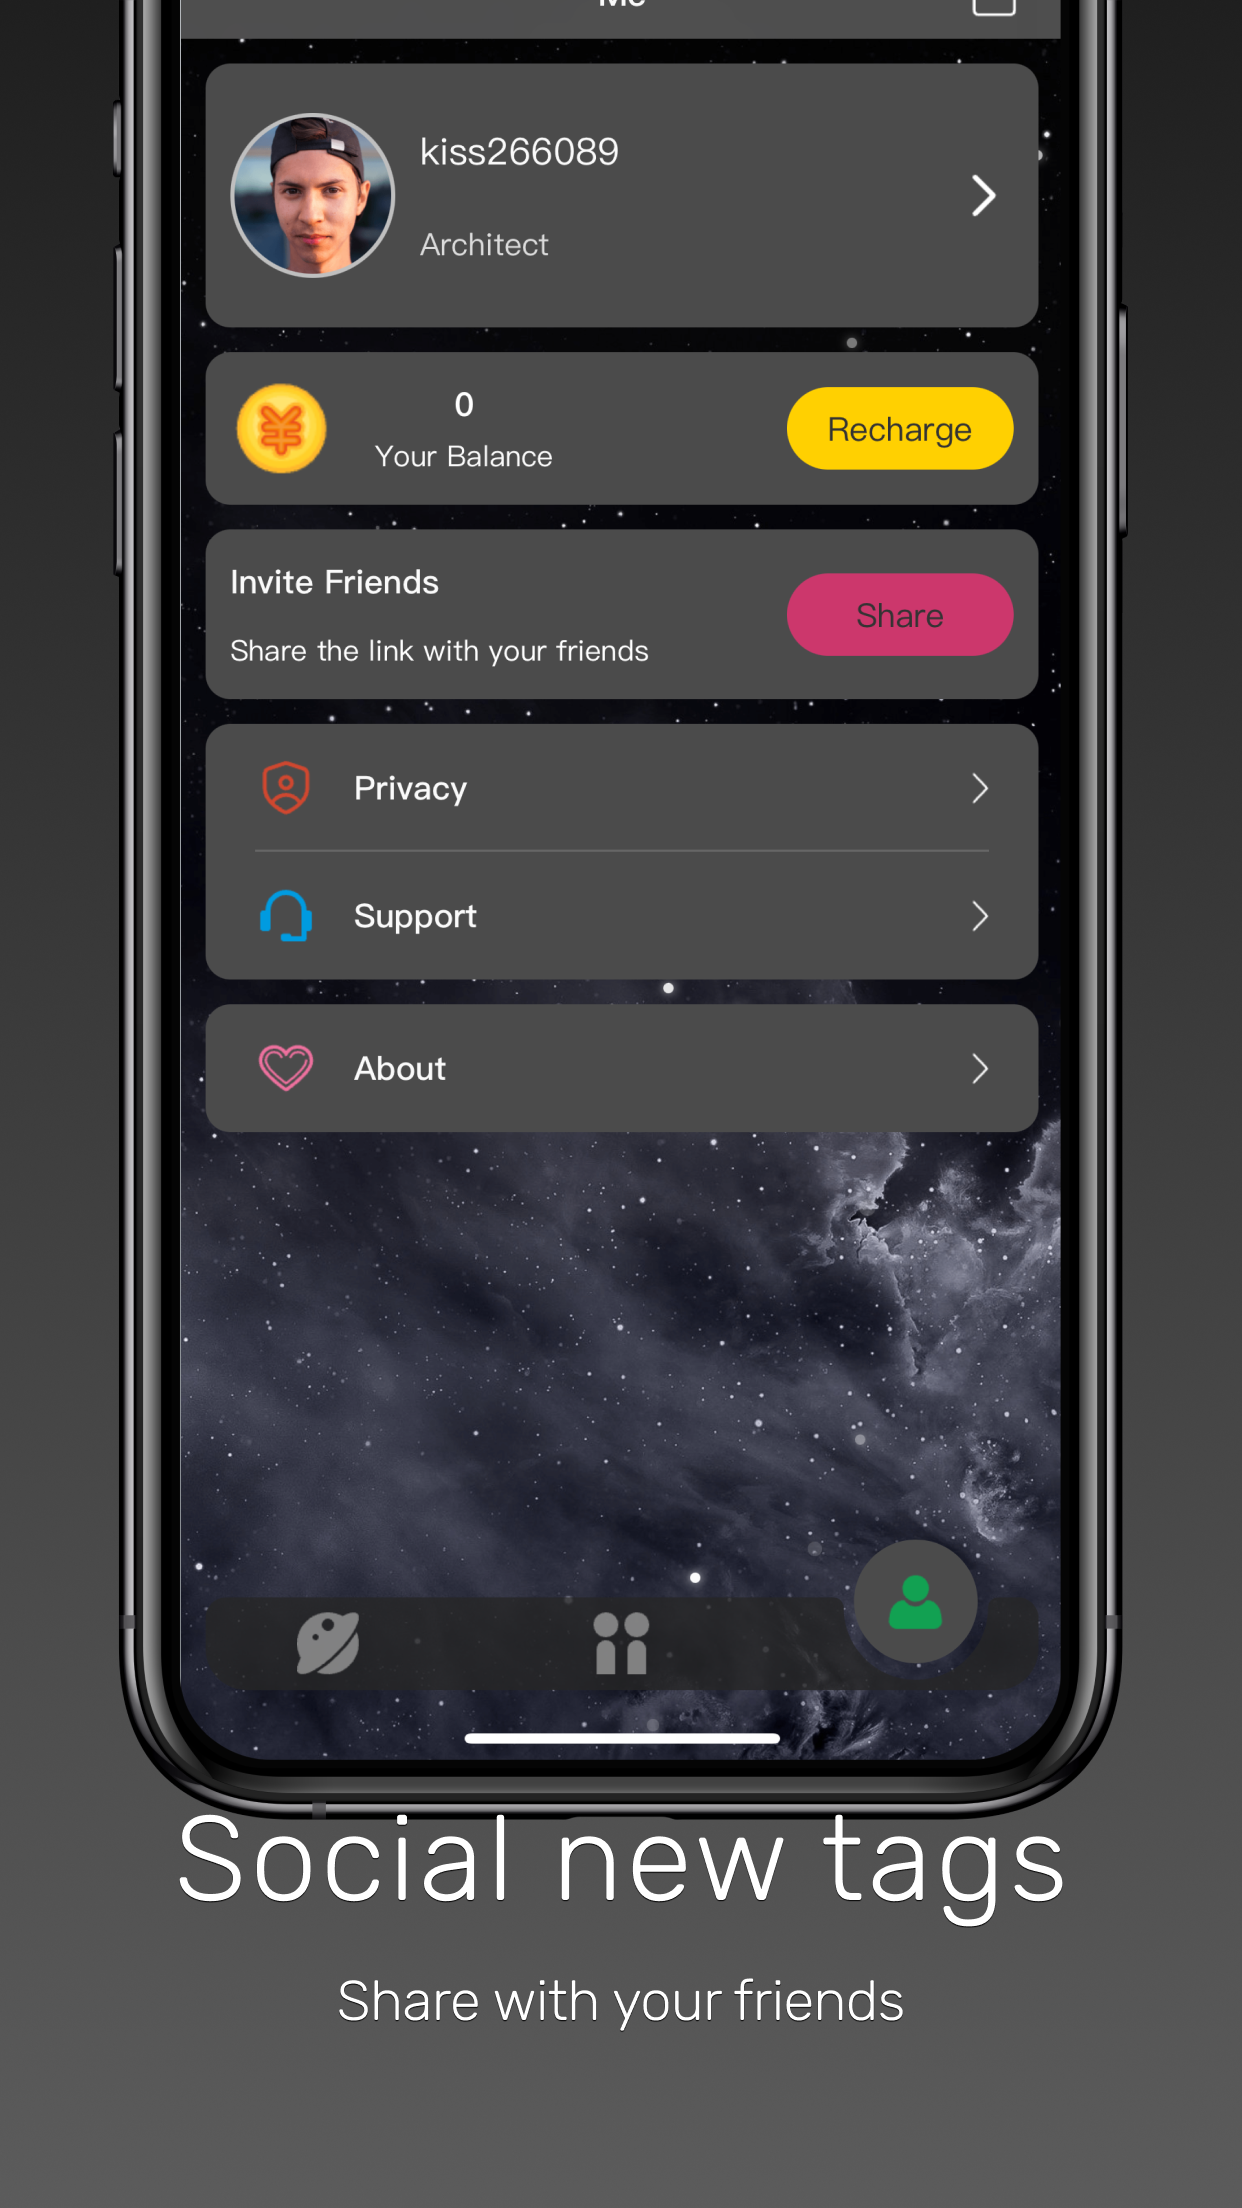 Me
kiss266089
Architect
0
Your Balance
Recharge
Invite Friends
Share the link with your friends
Share
Privacy
Support
About
Social new tags
Share with your friends